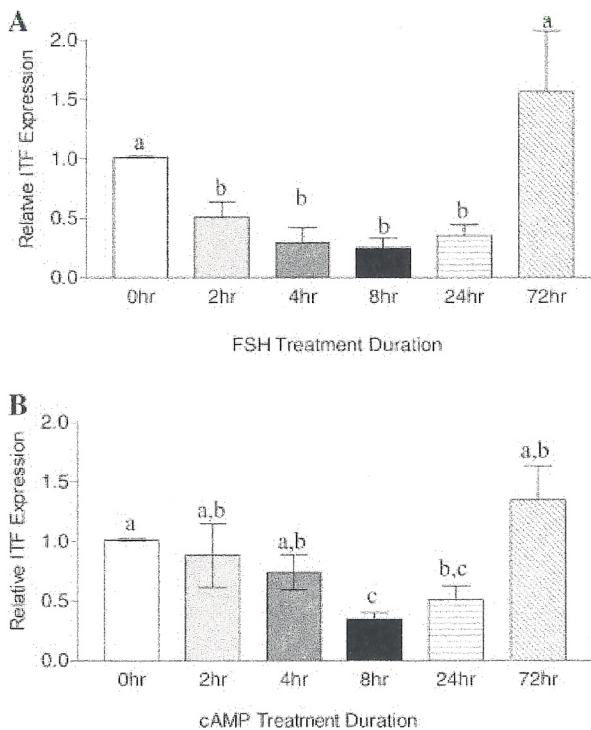 A
Relatvie ITF Expression
2.0
1.5
1.0
0.5
0.0
a
b
b
b
b
a
0hr 2hr 4hr 8hr 24hr 72hr
FSH Treatment Duration
B
Relative ITF Expression
2.0
1.5
1.0
0.5
0.0
a
a,b
a,b
c
b,c
a,b
0hr 2hr 4hr 8hr 24hr 72hr
cAMP Treatment Duration